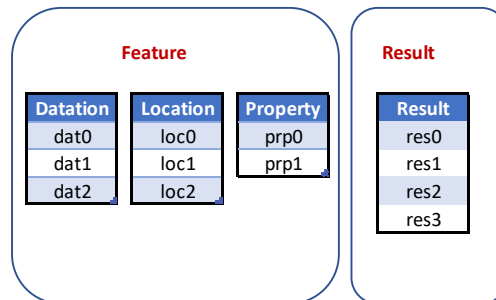 Feature
Result
Datation Location Property Result
dat0 loc0 prp0 res0
dat1 loc1 prp1 res1
dat2 loc2 res2
res3